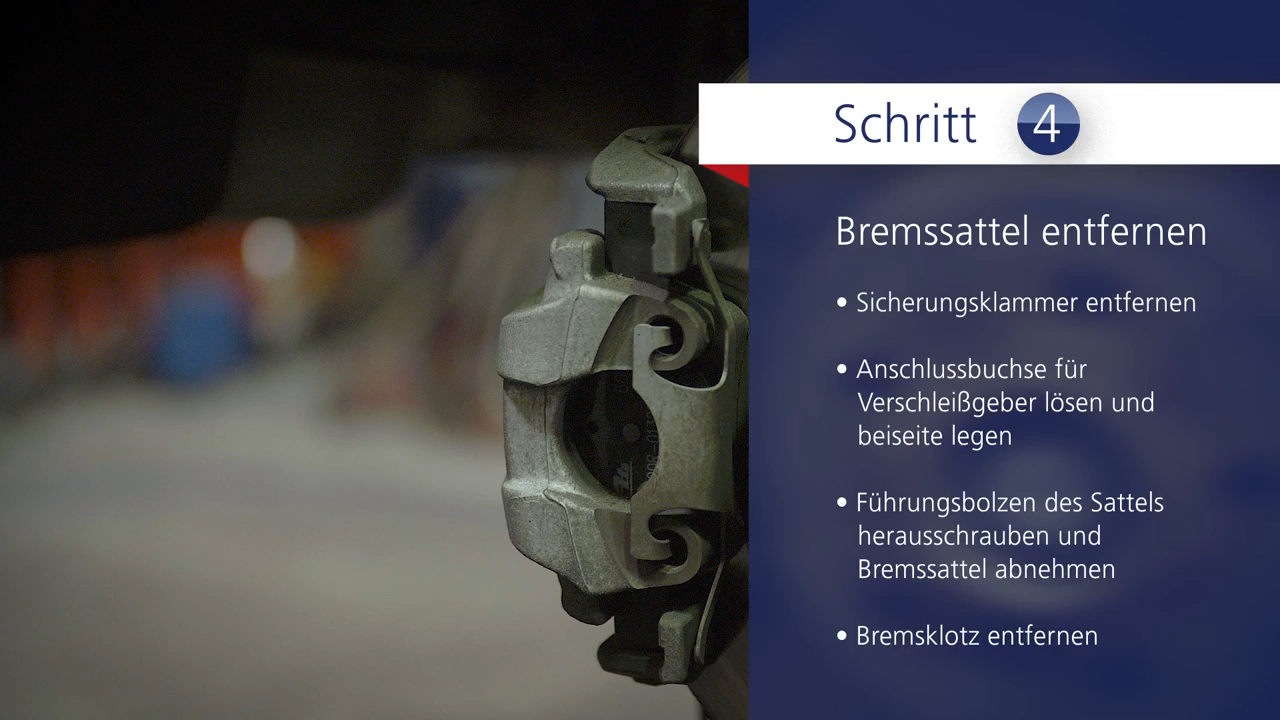 Schritt 4
Bremssattel entfernen
• Sicherungsklammer entfernen
• Anschlussbuchse für
Verschleißgeber lösen und
beiseite legen
• Führungsbolzen des Sattels
herausschrauben und
Bremssattel abnehmen
• Bremsklotz entfernen